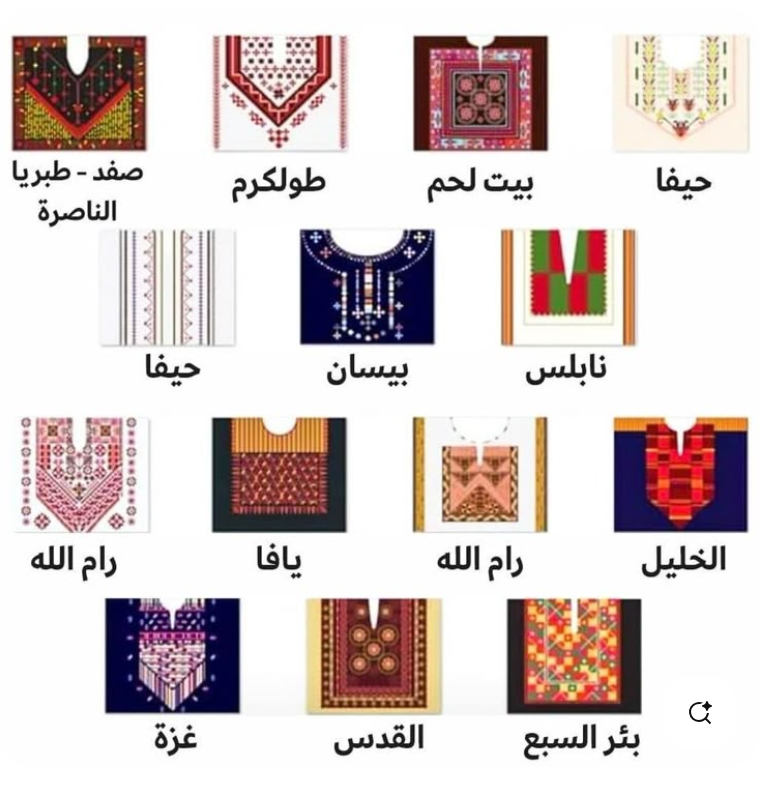 حيفا
بيت لحم
طولكرم
صفد - طبريا
الناصرة
نابلس
بيسان
حيفا
الخليل
رام الله
يافا
رام الله
بئر السبع
القدس
غزة